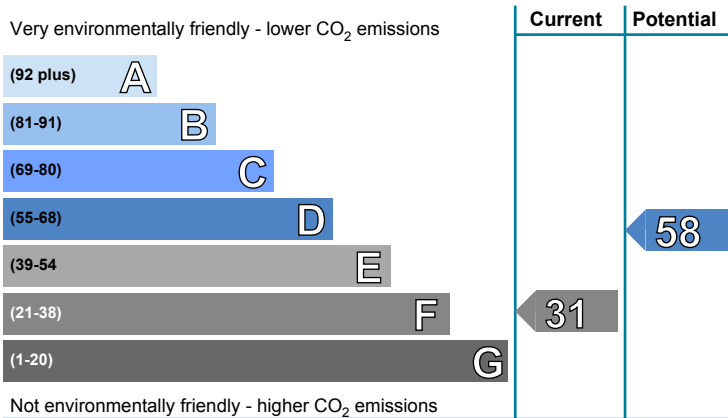 Current Potential
Very environmentally friendly - lower CO2 emissions
(92 plus) A
(81-91) B
(69-80) C
(55-68) D
58
(39-54 E
(21-38) F 31
(1-20) G
Not environmentally friendly - higher CO2 emissions